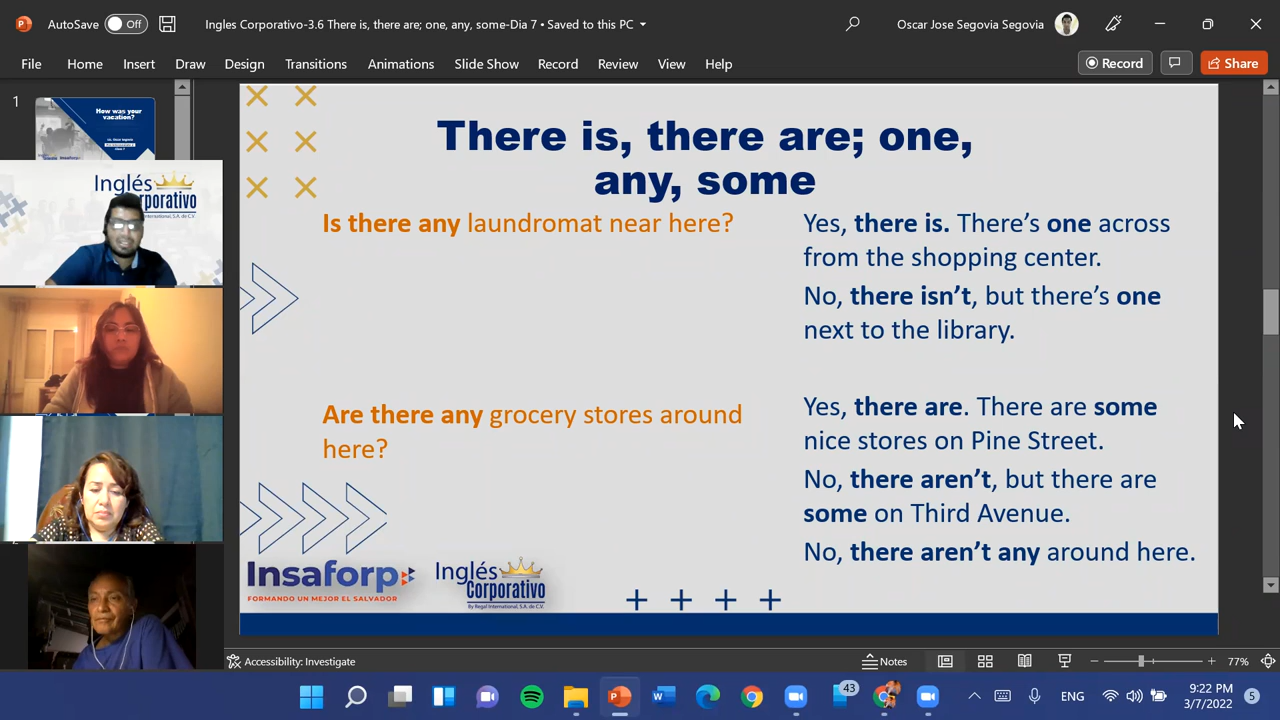 AutoSave
Off
Ingles Corporativo-3.6 There is, there are; one, any, some-Dia 7 • Saved to this PC
Oscar Jose Segovia Segovia
File Home Insert Draw Design Transitions Animations Slide Show Record Review View Help
Record
Share
1
How was your
vacation?
Inglés
Corporativo
There is, there are; one,
any, some
Is there any laundromat near here?
Yes, there is. There's one across
from the shopping center.
No, there isn't, but there's one
next to the library.
Are there any grocery stores around
here?
Yes, there are. There are some
nice stores on Pine Street.
No, there aren't, but there are
some on Third Avenue.
No, there aren't any around here.
Insaforp
FORMANDO UN MEJOR EL SALVADOR
Inglés
Corporativo
By Regal International, S.A. de C.V.
Accessibility: Investigate
Notes
77%
43
ENG
9:22 PM
3/7/2022
5